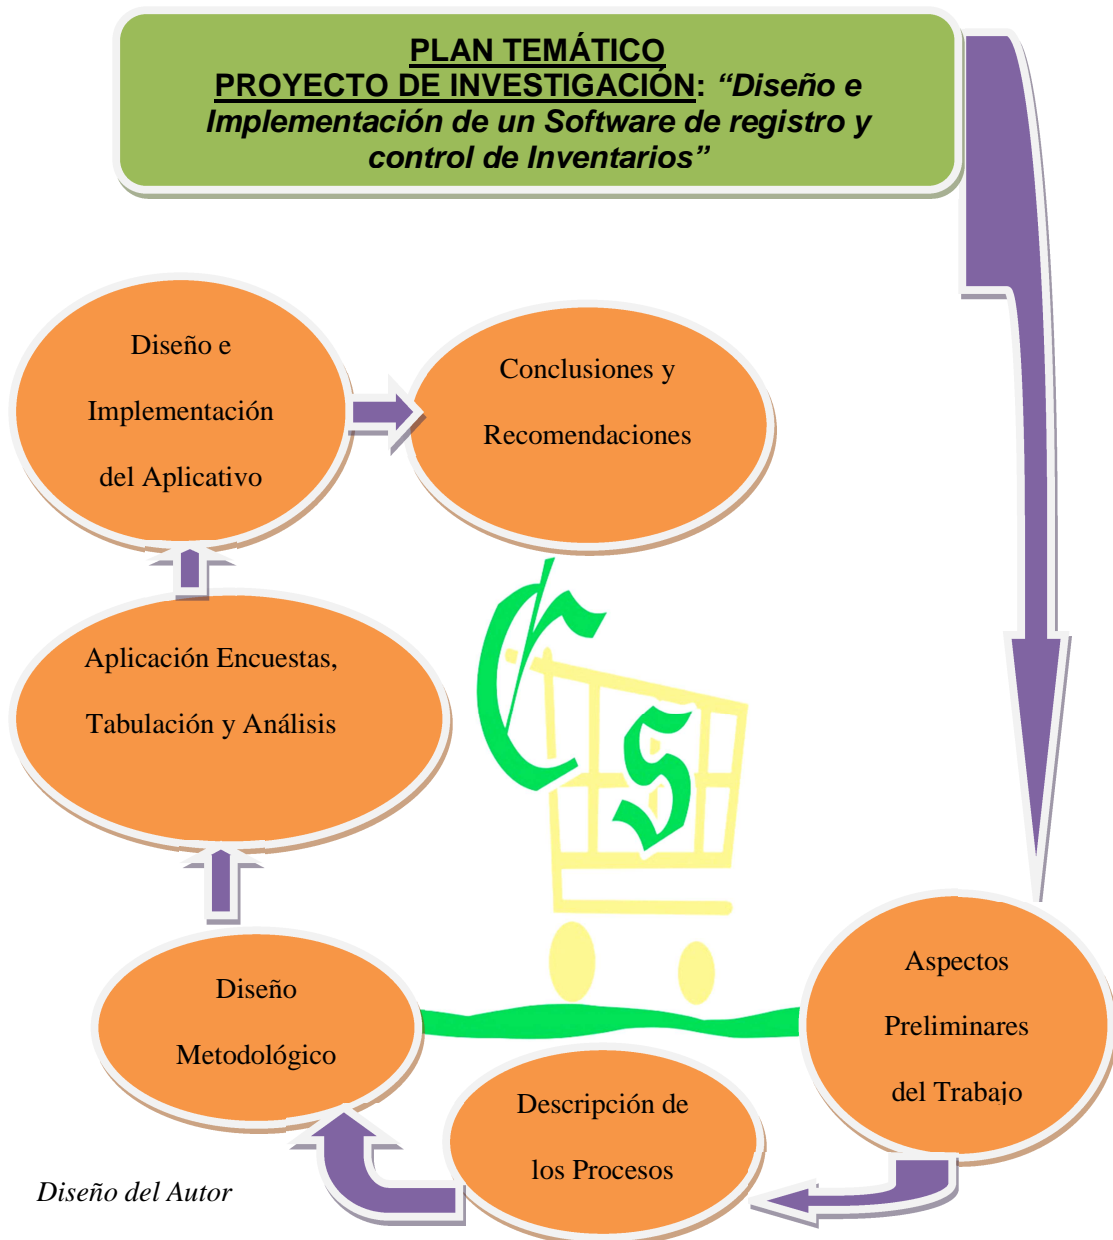 PLAN TEMÁTICO
PROYECTO DE INVESTIGACIÓN: “Diseño e
Implementación de un Software de registro y
control de Inventarios”
Diseño e
Implementación
del Aplicativo
Conclusiones y
Recomendaciones
Aplicación Encuestas,
Tabulación y Análisis
Cs
Diseño
Metodológico
Aspectos
Preliminares
del Trabajo
Descripción de
los Procesos
Diseño del Autor